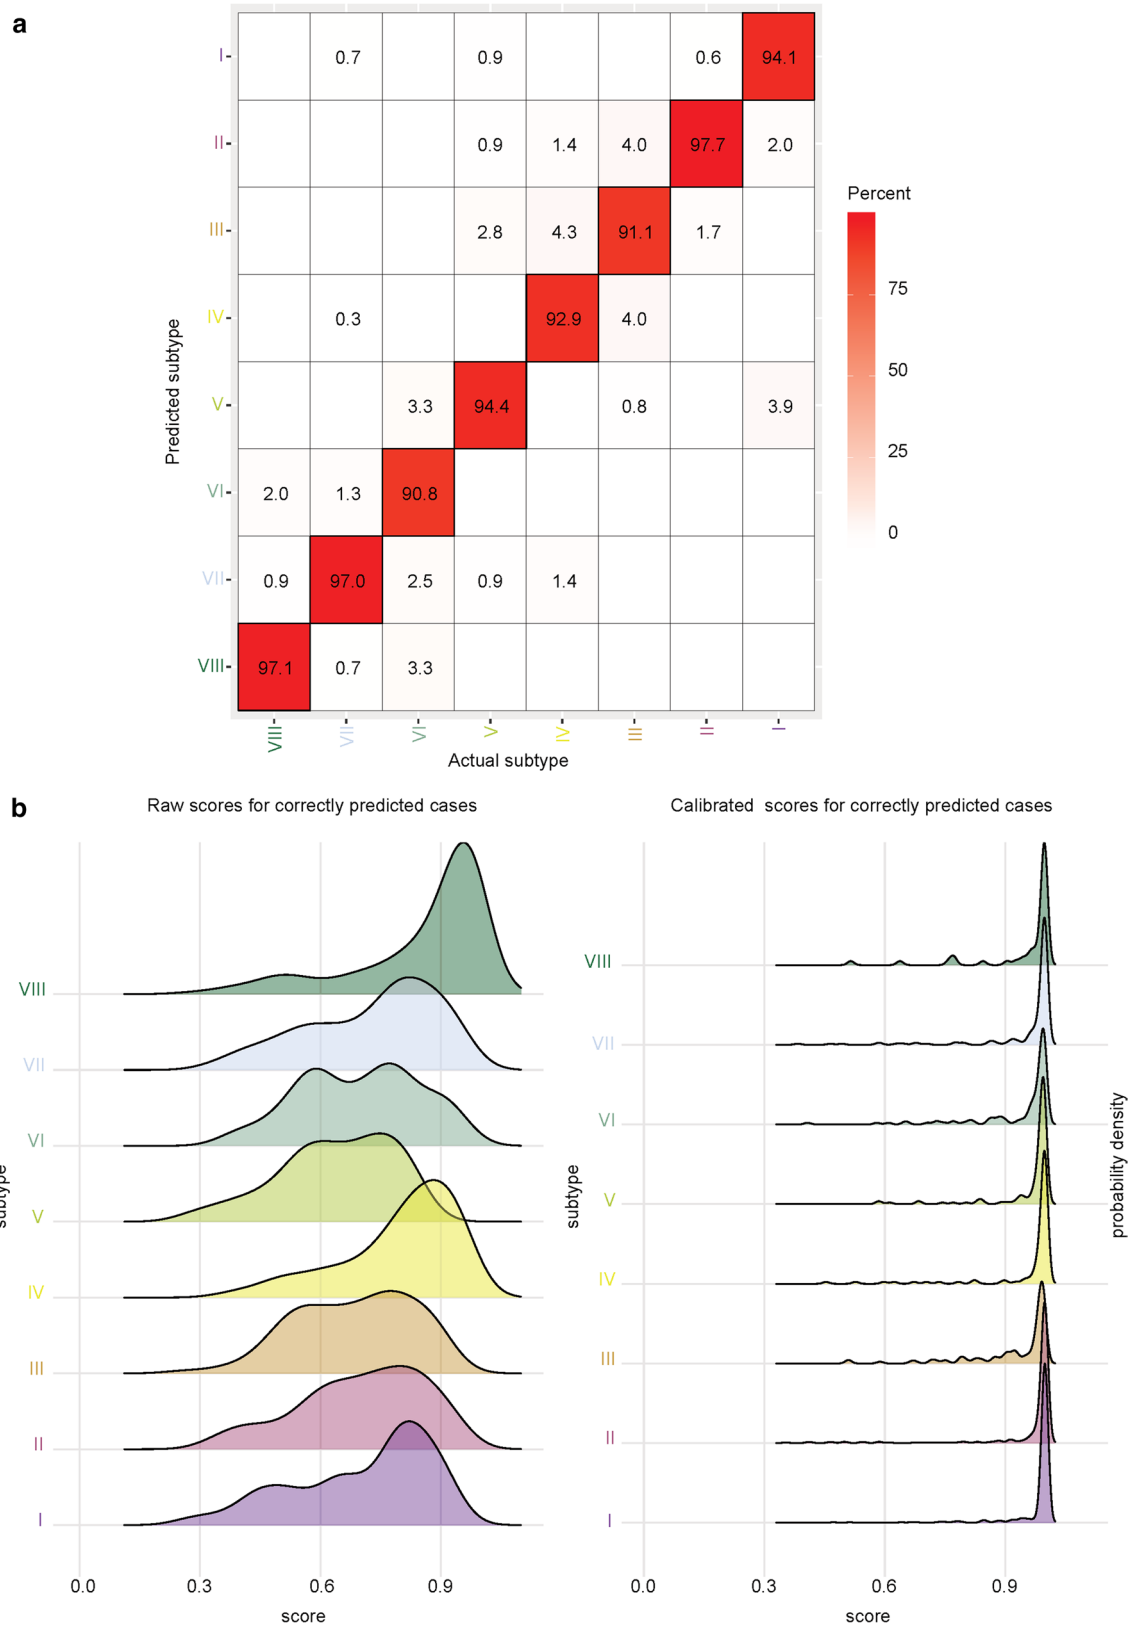 a
I 0.7 0.9 0.6 94.1
II 0.9 1.4 4.0 97.7 2.0
III 2.8 4.3 91.1 1.7
IV 0.3 92.9 4.0
V 3.3 94.4 0.8 3.9
VI 2.0 1.3 90.8
VII 0.9 97.0 2.5 0.9 1.4
VIII 97.1 0.7 3.3
Predicted subtype
VIII VII VI V IV III II I
Actual subtype
Percent
75
50
25
0
b
Raw scores for correctly predicted cases
VIII
VII
VI
V
IV
III
II
I
subtype
0.0 0.3 0.6 0.9
score
Calibrated scores for correctly predicted cases
VIII
VII
VI
V
IV
III
II
I
subtype
probability density
0.0 0.3 0.6 0.9
score